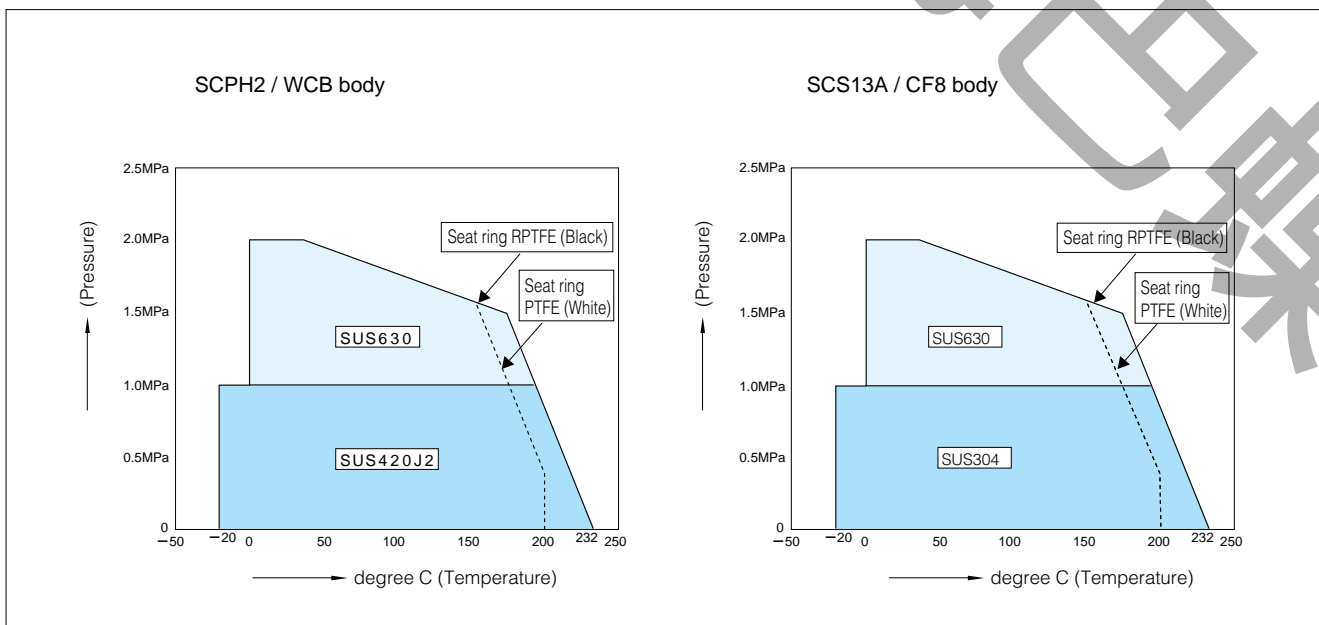 SCPH2 / WCB body
2.5MPa
2.0MPa
1.5MPa
1.0MPa
0.5MPa
0
(Pressure)
Seat ring RPTFE (Black)
Seat ring
PTFE (White)
SUS630
SUS420J2
−50
−20
0
50
100
150
200
232
250
degree C (Temperature)
SCS13A / CF8 body
2.5MPa
2.0MPa
1.5MPa
1.0MPa
0.5MPa
0
(Pressure)
Seat ring RPTFE (Black)
Seat ring
PTFE (White)
SUS630
SUS304
−50
−20
0
50
100
150
200
232
250
degree C (Temperature)